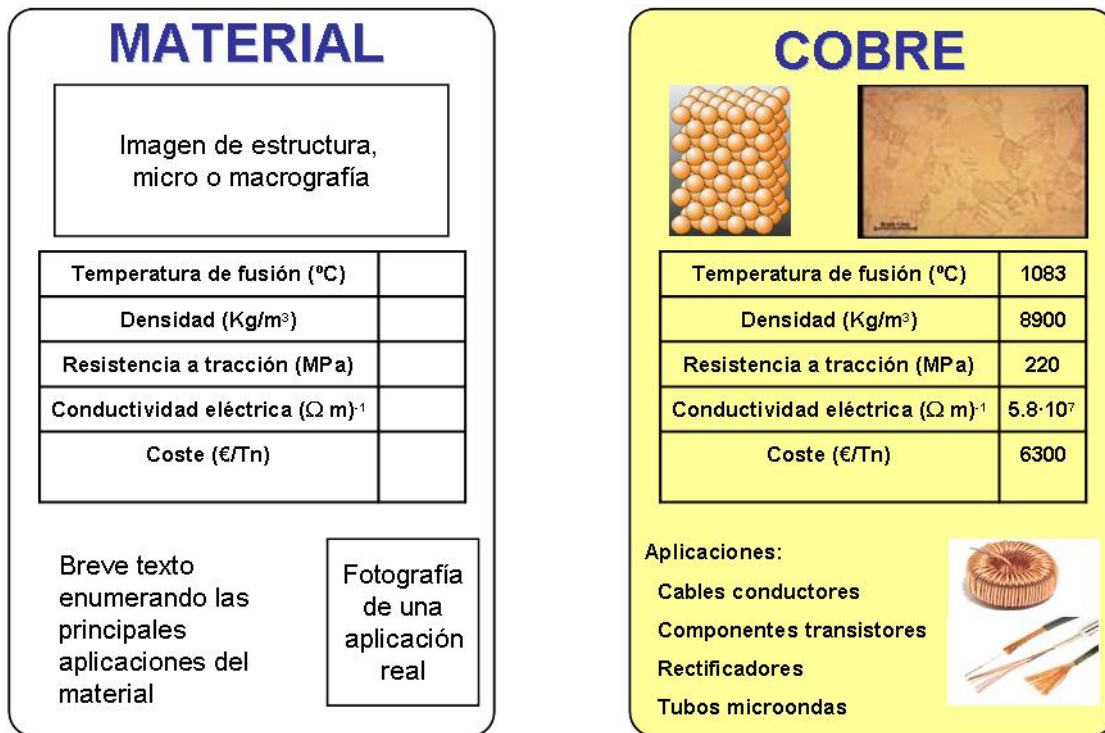 MATERIAL
Imagen de estructura,
micro o macrografía
Temperatura de fusión (ºC)
Densidad (Kg/m³)
Resistencia a tracción (MPa)
Conductividad eléctrica (Ω m)⁻¹
Coste (€/Tn)
Breve texto
enumerando las
principales
aplicaciones del
material
Fotografía
de una
aplicación
real
COBRE
Temperatura de fusión (ºC) 1083
Densidad (Kg/m³) 8900
Resistencia a tracción (MPa) 220
Conductividad eléctrica (Ω m)⁻¹ 5.8·10⁷
Coste (€/Tn) 6300
Aplicaciones:
Cables conductores
Componentes transistores
Rectificadores
Tubos microondas